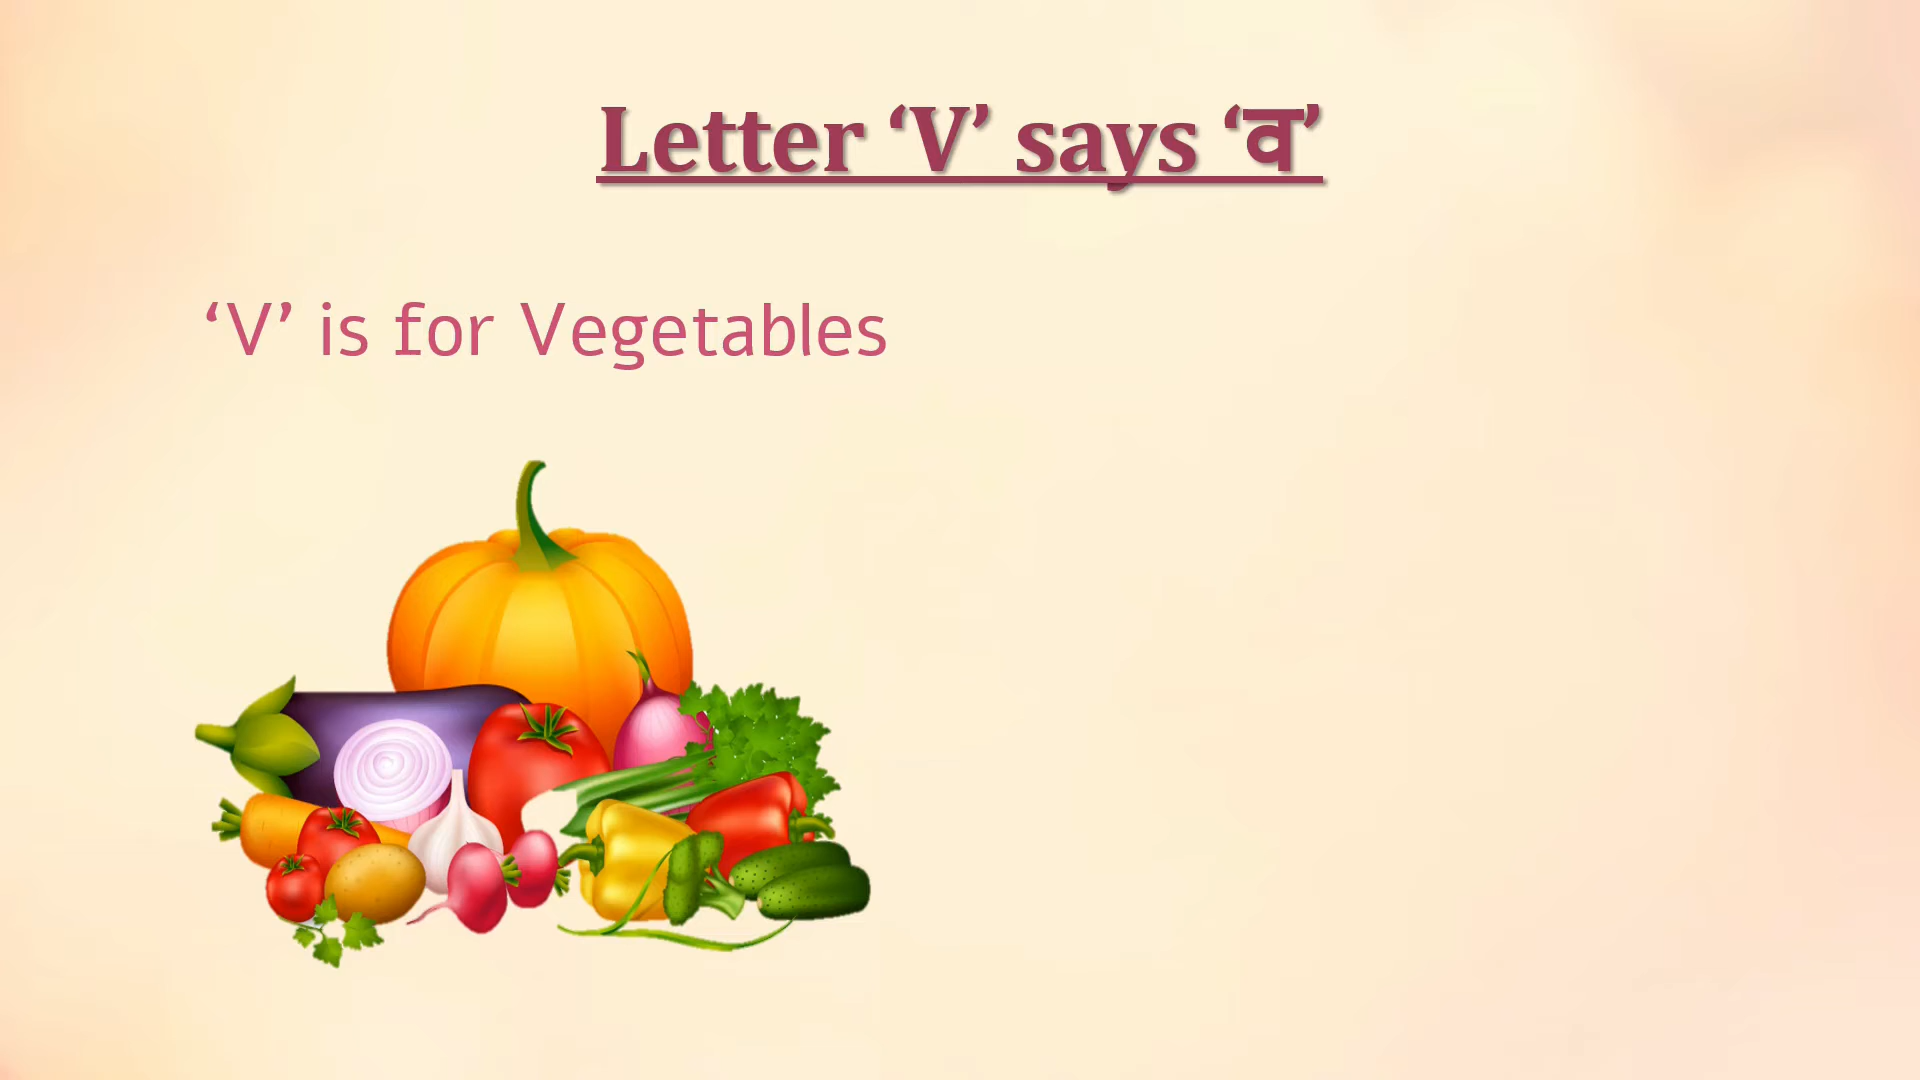 Letter ‘V’ says ‘व’
‘V’ is for Vegetables